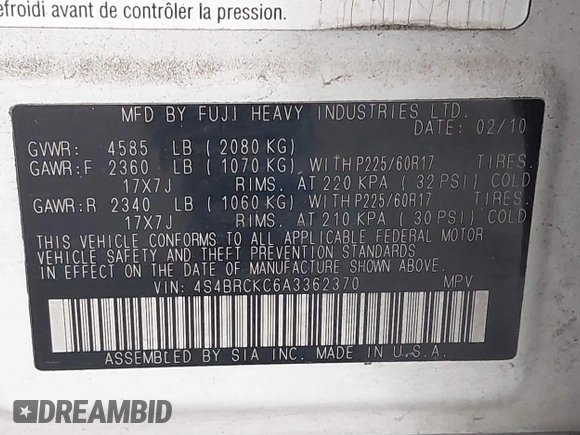 efroidi avant de contrôler la pression.
MFD BY FUJI HEAVY INDUSTRIES LTD.
DATE: 02/10
GVWR: 4585 LB ( 2080 KG)
GAWR:F 2360 LB ( 1070 KG) WITH P225/60R17 TIRES,
17X7J RIMS, AT 220 KPA ( 32 PSI) COLD
GAWR:R 2340 LB ( 1060 KG) WITH P225/60R17 TIRES,
17X7J RIMS, AT 210 KPA ( 30 PSI) COLD
THIS VEHICLE CONFORMS TO ALL APPLICABLE FEDERAL MOTOR
VEHICLE SAFETY AND THEFT PREVENTION STANDARDS
IN EFFECT ON THE DATE OF MANUFACTURE SHOWN ABOVE.
VIN: 4S4BRCKC6A3362370 MPV
ASSEMBLED BY SIA INC. MADE IN U.S.A.
DREAMBID